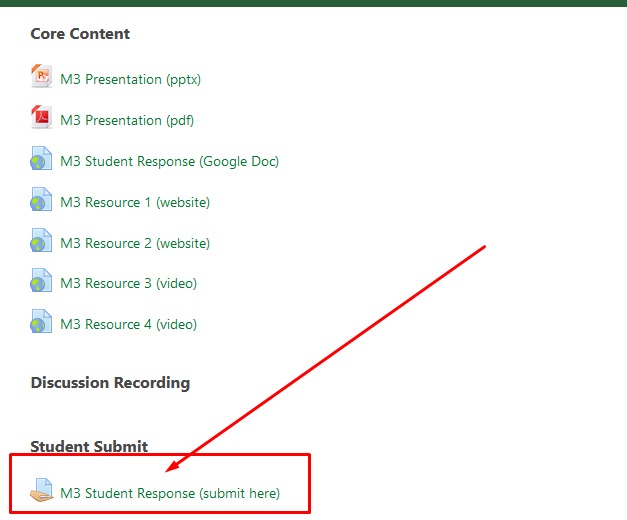 Core Content
M3 Presentation (pptx)
M3 Presentation (pdf)
M3 Student Response (Google Doc)
M3 Resource 1 (website)
M3 Resource 2 (website)
M3 Resource 3 (video)
M3 Resource 4 (video)
Discussion Recording
Student Submit
M3 Student Response (submit here)